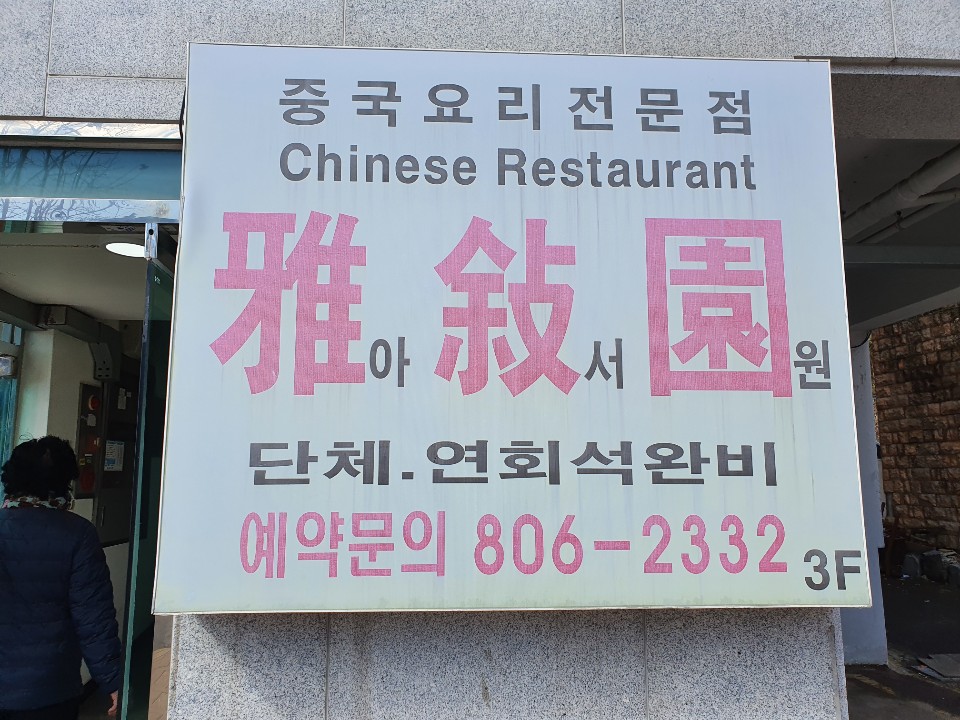 중국요리전문점
Chinese Restaurant
雅아敍서園원
단체.연회석완비
예약문의 806-2332
3F